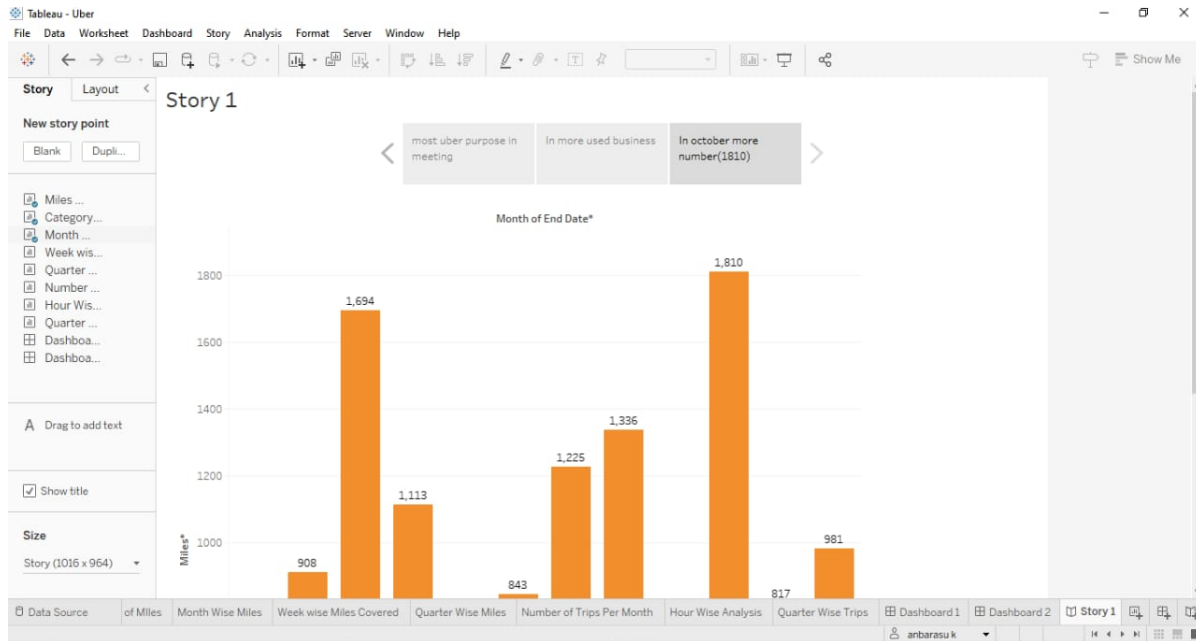 Tableau - Uber
File Data Worksheet Dashboard Story Analysis Format Server Window Help
Show Me
Story Layout
New story point
Blank Dupli...
Miles ...
Category...
Month ...
Week wis...
Quarter ...
Number ...
Hour Wis...
Quarter ...
Dashboa...
Dashboa...
A Drag to add text
Show title
Size
Story (1016 x 964)
Story 1
most uber purpose in
meeting
In more used business
In october more
number(1810)
Month of End Date*
Miles*
1800
1600
1400
1200
1000
908
1,694
1,113
843
1,225
1,336
1,810
817
981
Data Source of MIles Month Wise Miles Week wise Miles Covered Quarter Wise Miles Number of Trips Per Month Hour Wise Analysis Quarter Wise Trips Dashboard 1 Dashboard 2 Story 1
anbarasu k